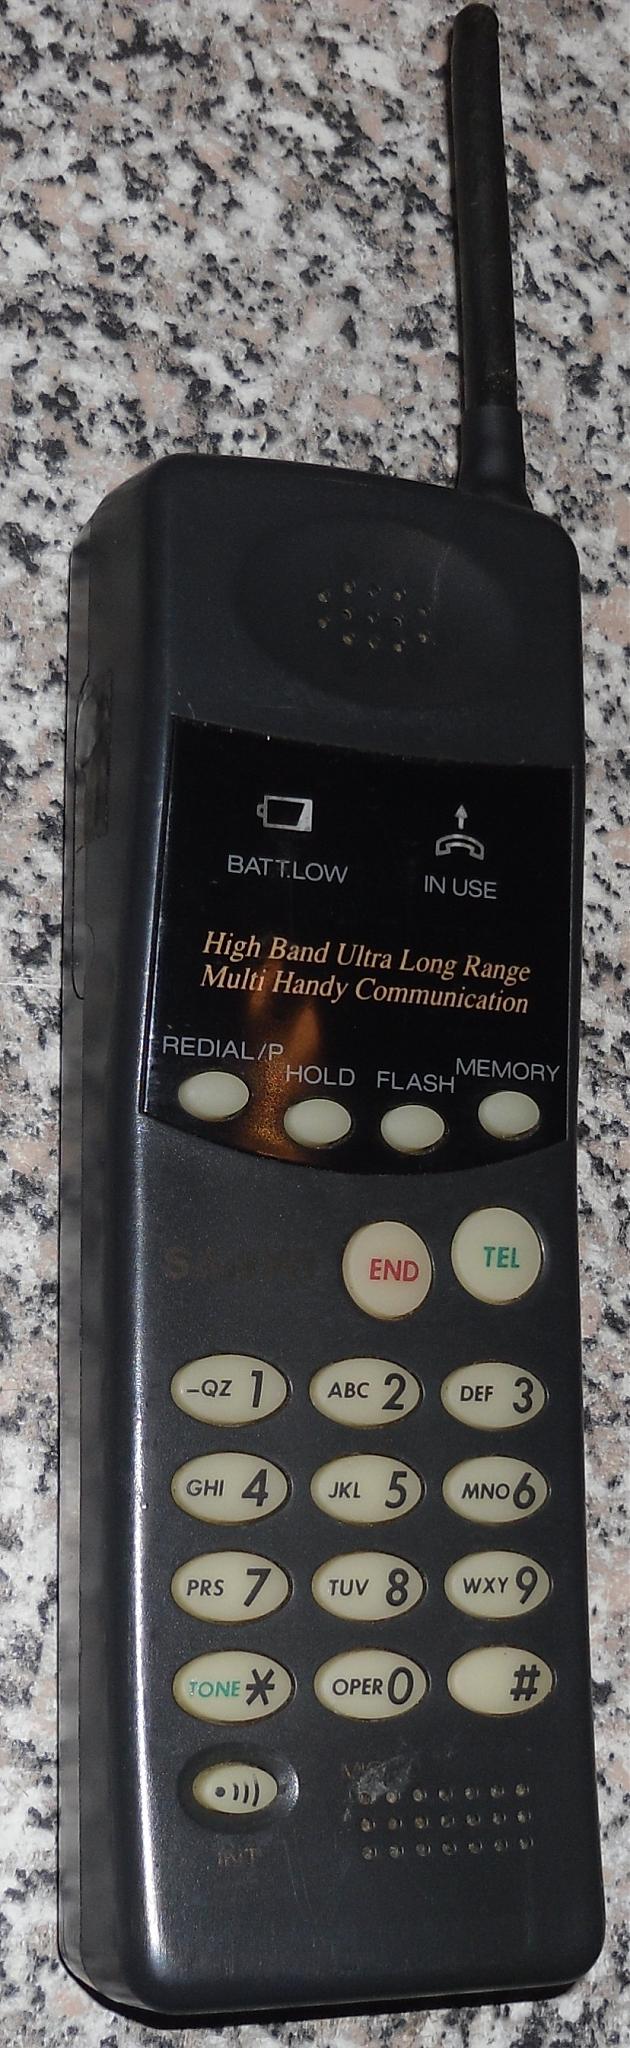 BATT.LOW
IN USE
High Band Ultra Long Range
Multi Handy Communication
REDIAL/P
HOLD
FLASH
MEMORY
END
TEL
–QZ 1
ABC 2
DEF 3
GHI 4
JKL 5
MNO 6
PRS 7
TUV 8
WXY 9
TONE *
OPER 0
#
INT